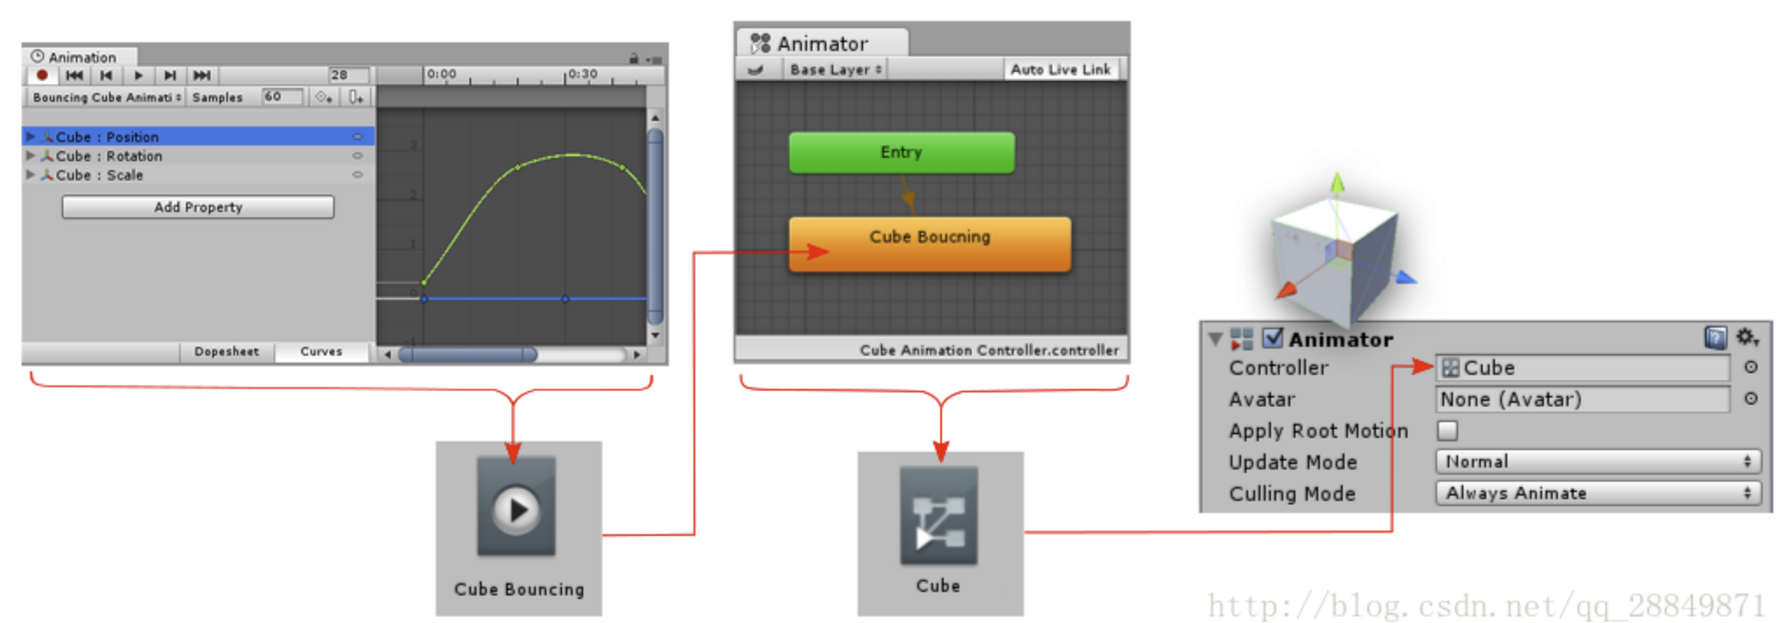 Animation
28
0:00
0:30
Bouncing Cube Animati
Samples
60
Cube : Position
Cube : Rotation
Cube : Scale
Add Property
3
2
1
0
-1
Dopesheet
Curves
Cube Bouncing
Animator
Base Layer
Auto Live Link
Entry
Cube Boucning
Cube Animation Controller.controller
Cube
Animator
Controller
Cube
Avatar
None (Avatar)
Apply Root Motion
Update Mode
Normal
Culling Mode
Always Animate
http://blog.csdn.net/qq_28849871